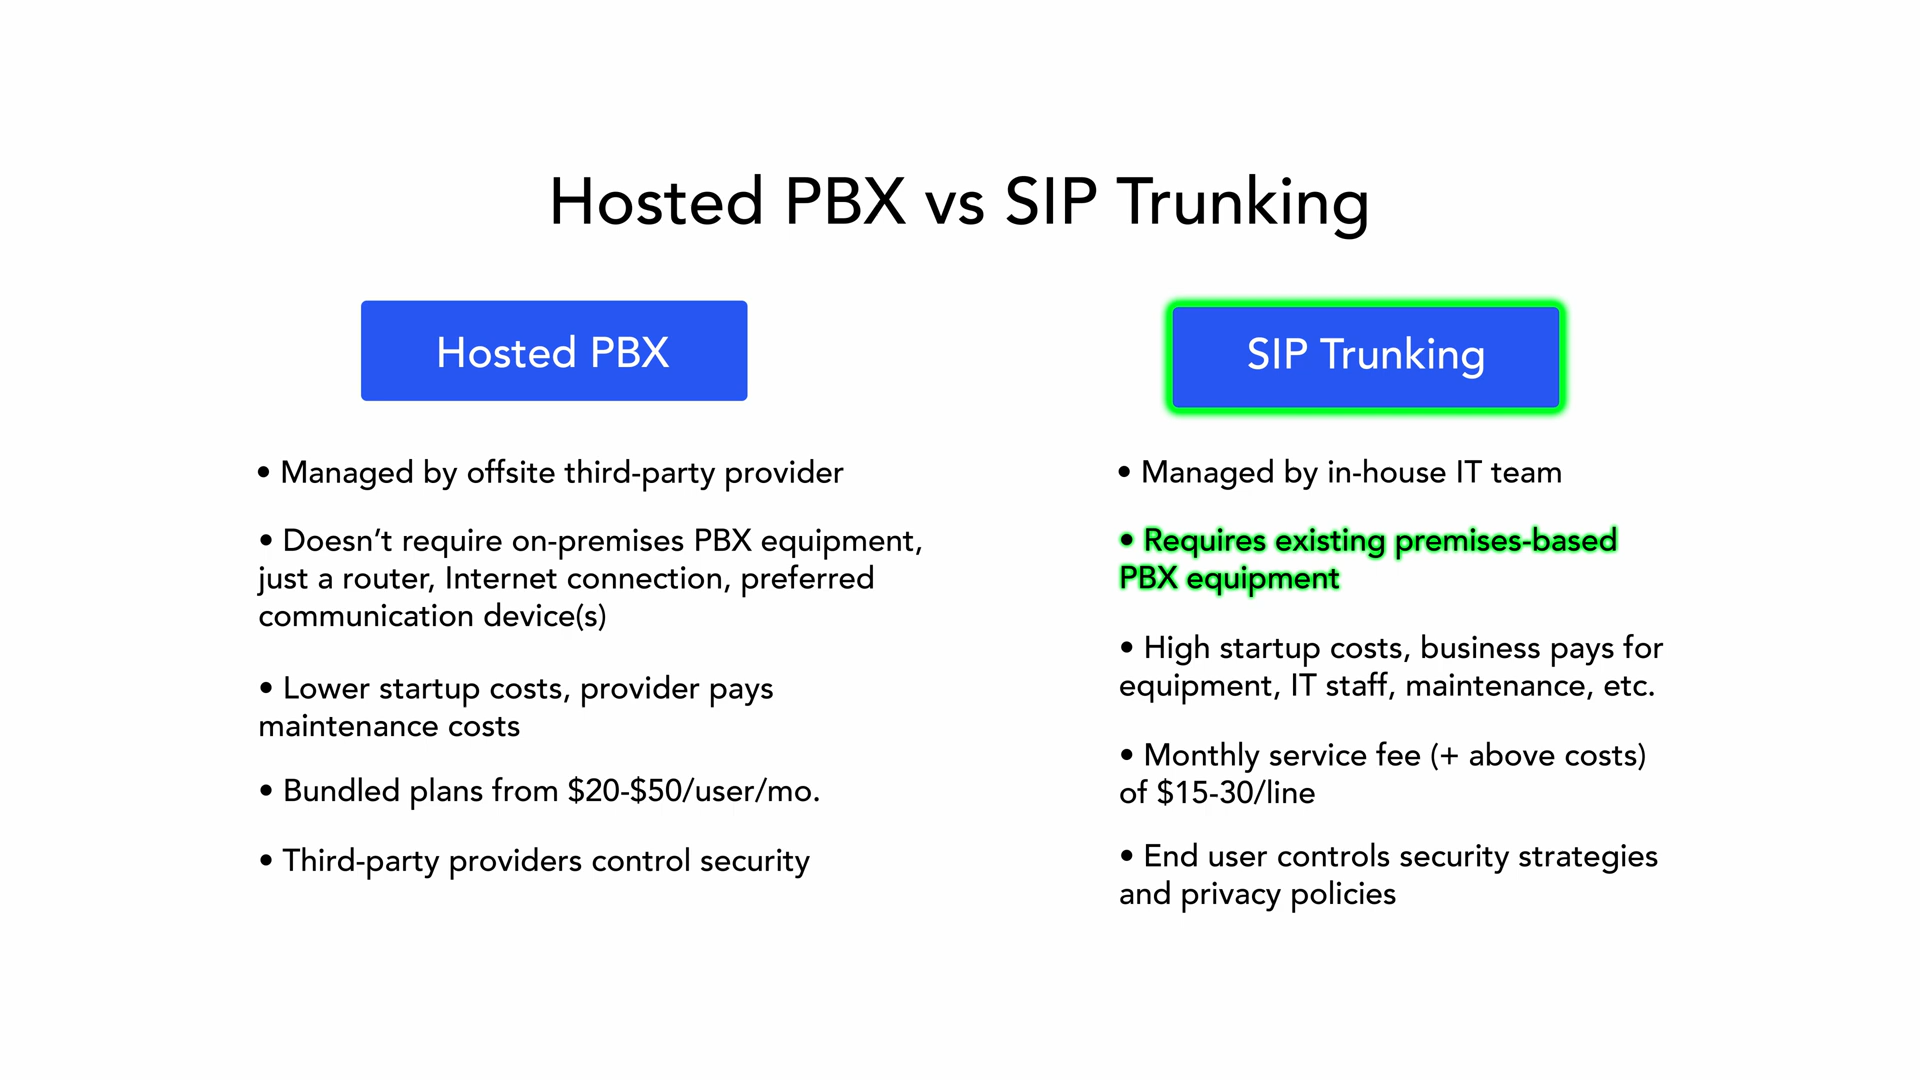 Hosted PBX vs SIP Trunking
Hosted PBX
• Managed by offsite third-party provider
• Doesn’t require on-premises PBX equipment,
just a router, Internet connection, preferred
communication device(s)
• Lower startup costs, provider pays
maintenance costs
• Bundled plans from $20-$50/user/mo.
• Third-party providers control security
SIP Trunking
• Managed by in-house IT team
• Requires existing premises-based
PBX equipment
• High startup costs, business pays for
equipment, IT staff, maintenance, etc.
• Monthly service fee (+ above costs)
of $15-30/line
• End user controls security strategies
and privacy policies